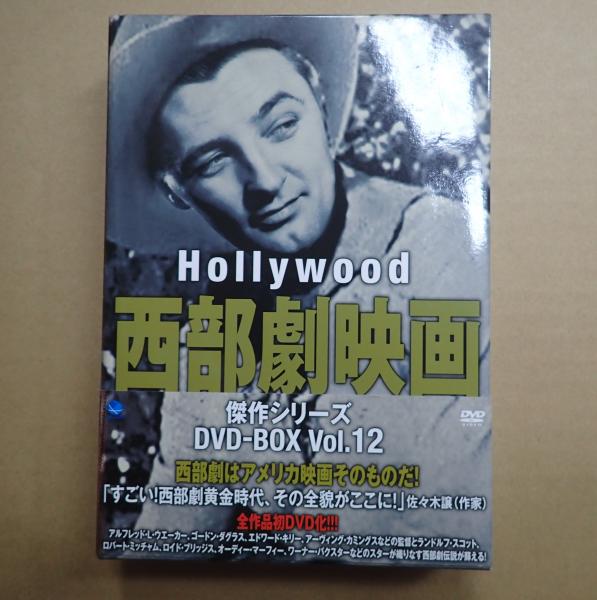 Hollywood
西部劇映画
傑作シリーズ
DVD-BOX Vol.12
DVD
VIDEO
西部劇はアメリカ映画そのものだ!
「すごい!西部劇黄金時代、その全貌がここに!」佐々木譲(作家)
全作品初DVD化!!!
アルフレッド・L・ウエーカー、ゴードン・ダグラス、エドワード・キリー、アーヴィング・カミングスなどの監督とランドルフ・スコット、
ロバート・ミッチャム、ロイド・ブリッジス、オーディー・マーフィー、ワーナー・バクスターなどのスターが織りなす西部劇伝説が蘇える!